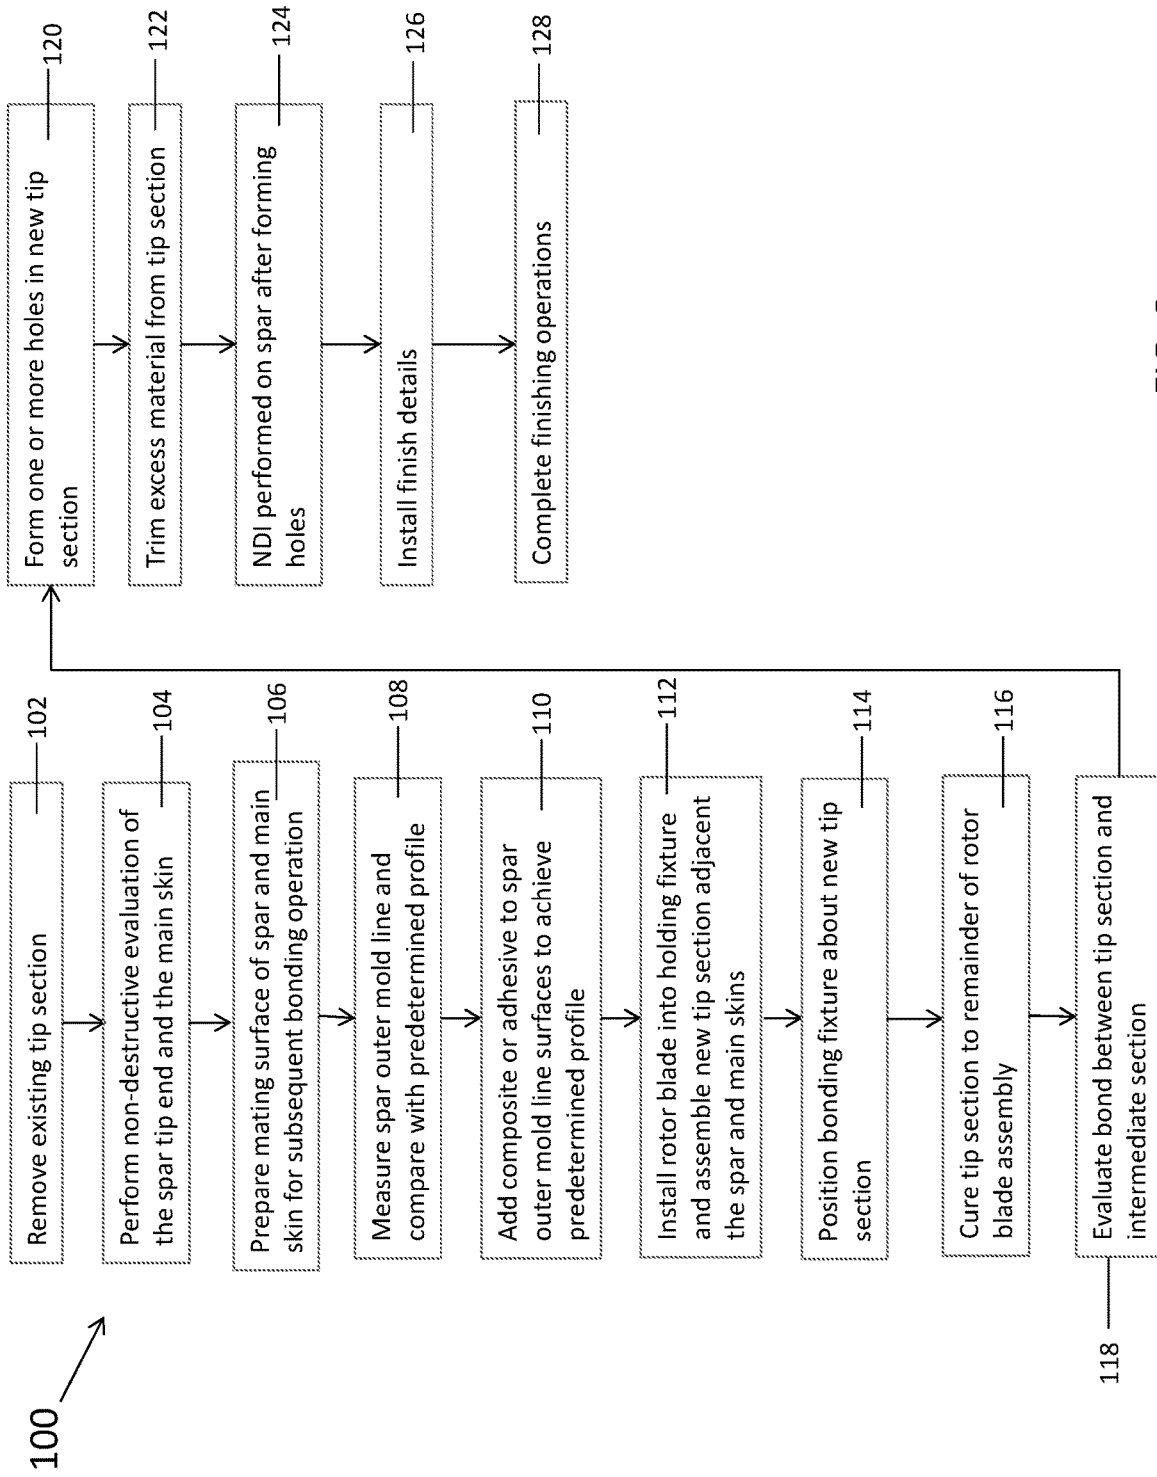 100
Remove existing tip section
102
Perform non-destructive evaluation of
the spar tip end and the main skin
104
Prepare mating surface of spar and main
skin for subsequent bonding operation
106
Measure spar outer mold line and
compare with predetermined profile
108
Add composite or adhesive to spar
outer mold line surfaces to achieve
predetermined profile
110
Install rotor blade into holding fixture
and assemble new tip section adjacent
the spar and main skins
112
Position bonding fixture about new tip
section
114
Cure tip section to remainder of rotor
blade assembly
116
Evaluate bond between tip section and
intermediate section
118
Form one or more holes in new tip
section
120
Trim excess material from tip section
122
NDI performed on spar after forming
holes
124
Install finish details
126
Complete finishing operations
128